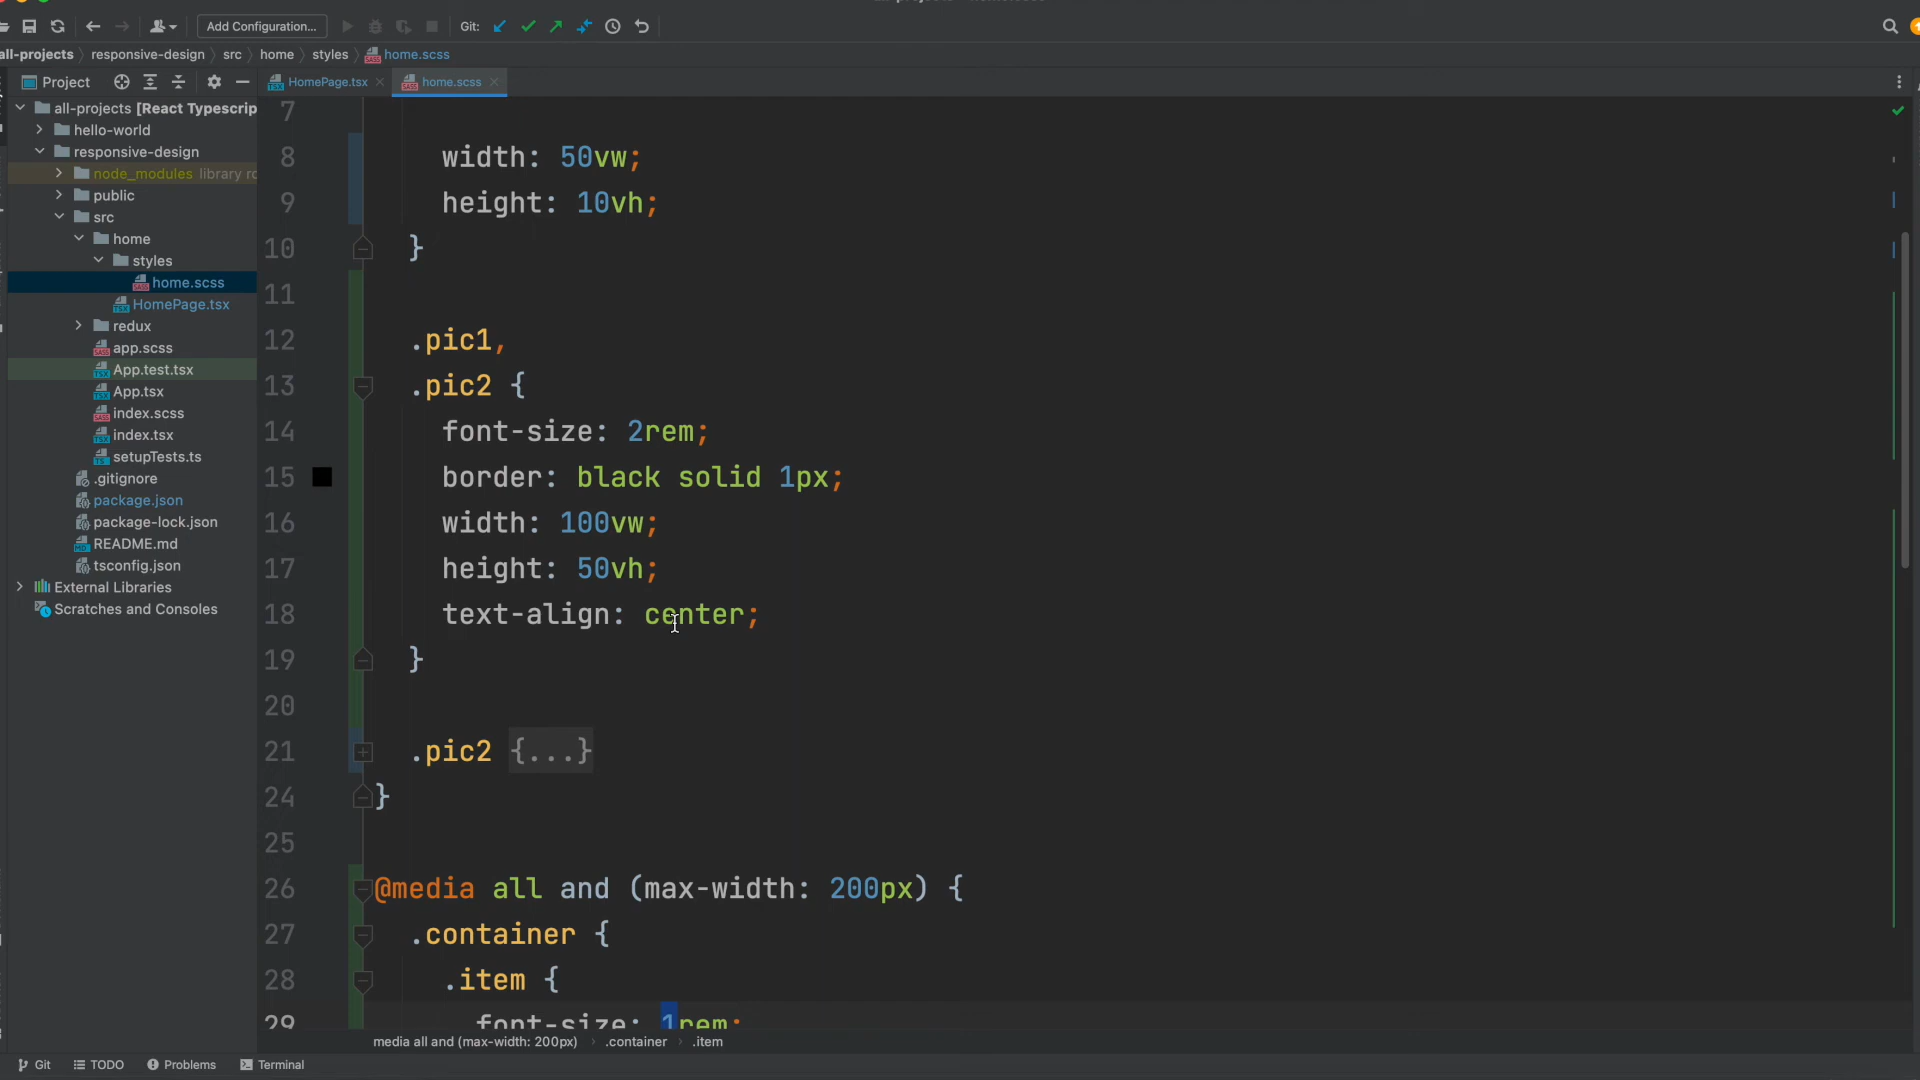 Add Configuration...
Git:
all-projects
responsive-design
src
home
styles
home.scss
Project
HomePage.tsx
home.scss
all-projects [React Typescrip
hello-world
responsive-design
node_modules library ro
public
src
home
styles
home.scss
HomePage.tsx
redux
app.scss
App.test.tsx
App.tsx
index.scss
index.tsx
setupTests.ts
.gitignore
package.json
package-lock.json
README.md
tsconfig.json
External Libraries
Scratches and Consoles
7
8 width: 50vw;
9 height: 10vh;
10 }
11
12 .pic1,
13 .pic2 {
14 font-size: 2rem;
15 border: black solid 1px;
16 width: 100vw;
17 height: 50vh;
18 text-align: center;
19 }
20
21 .pic2 {...}
24 }
25
26 @media all and (max-width: 200px) {
27 .container {
28 .item {
29 font-size: 1rem;
media all and (max-width: 200px) › .container › .item
Git
TODO
Problems
Terminal